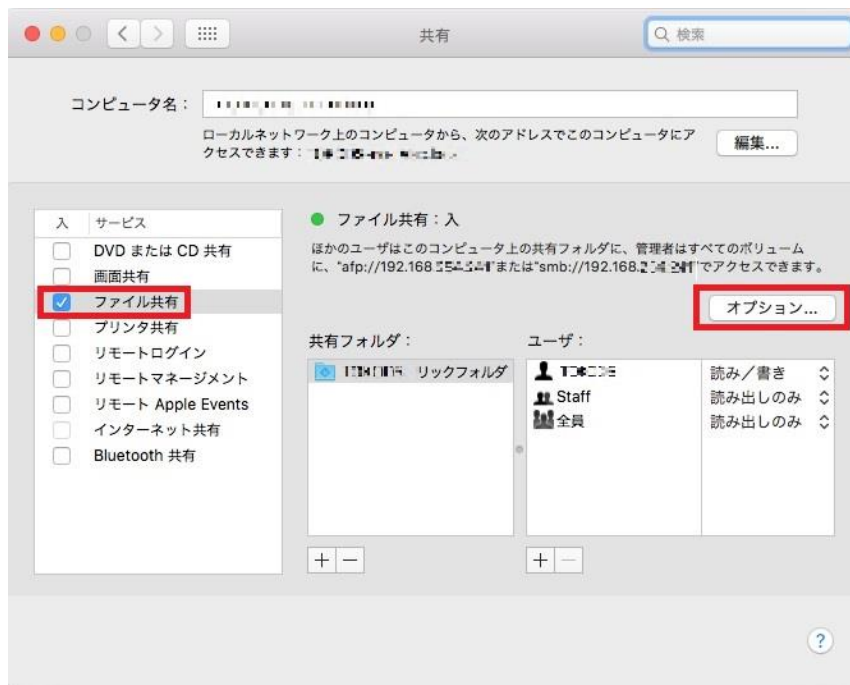 共有
検索
コンピュータ名：
ローカルネットワーク上のコンピュータから、次のアドレスでこのコンピュータにア
クセスできます：
編集...
入 サービス
DVD または CD 共有
画面共有
ファイル共有
プリンタ共有
リモートログイン
リモートマネージメント
リモート Apple Events
インターネット共有
Bluetooth 共有
ファイル共有：入
ほかのユーザはこのコンピュータ上の共有フォルダに、管理者はすべてのボリューム
に、"afp://192.168. "または"smb://192.168. "でアクセスできます。
オプション...
共有フォルダ：
リックフォルダ
ユーザ：
読み／書き
Staff 読み出しのみ
全員 読み出しのみ
+ −
+ −
?